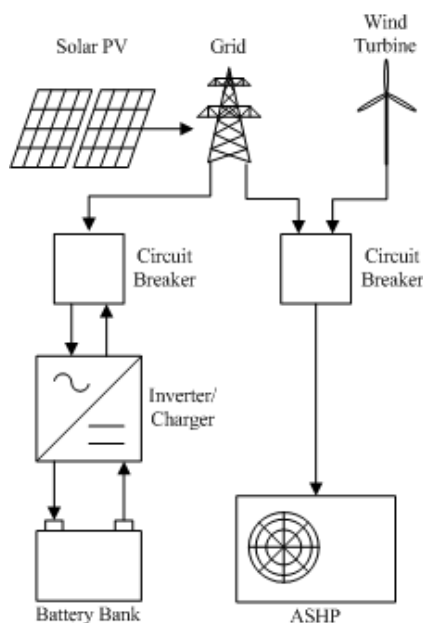 Solar PV
Grid
Wind
Turbine
Circuit
Breaker
Circuit
Breaker
Inverter/
Charger
Battery Bank
ASHP